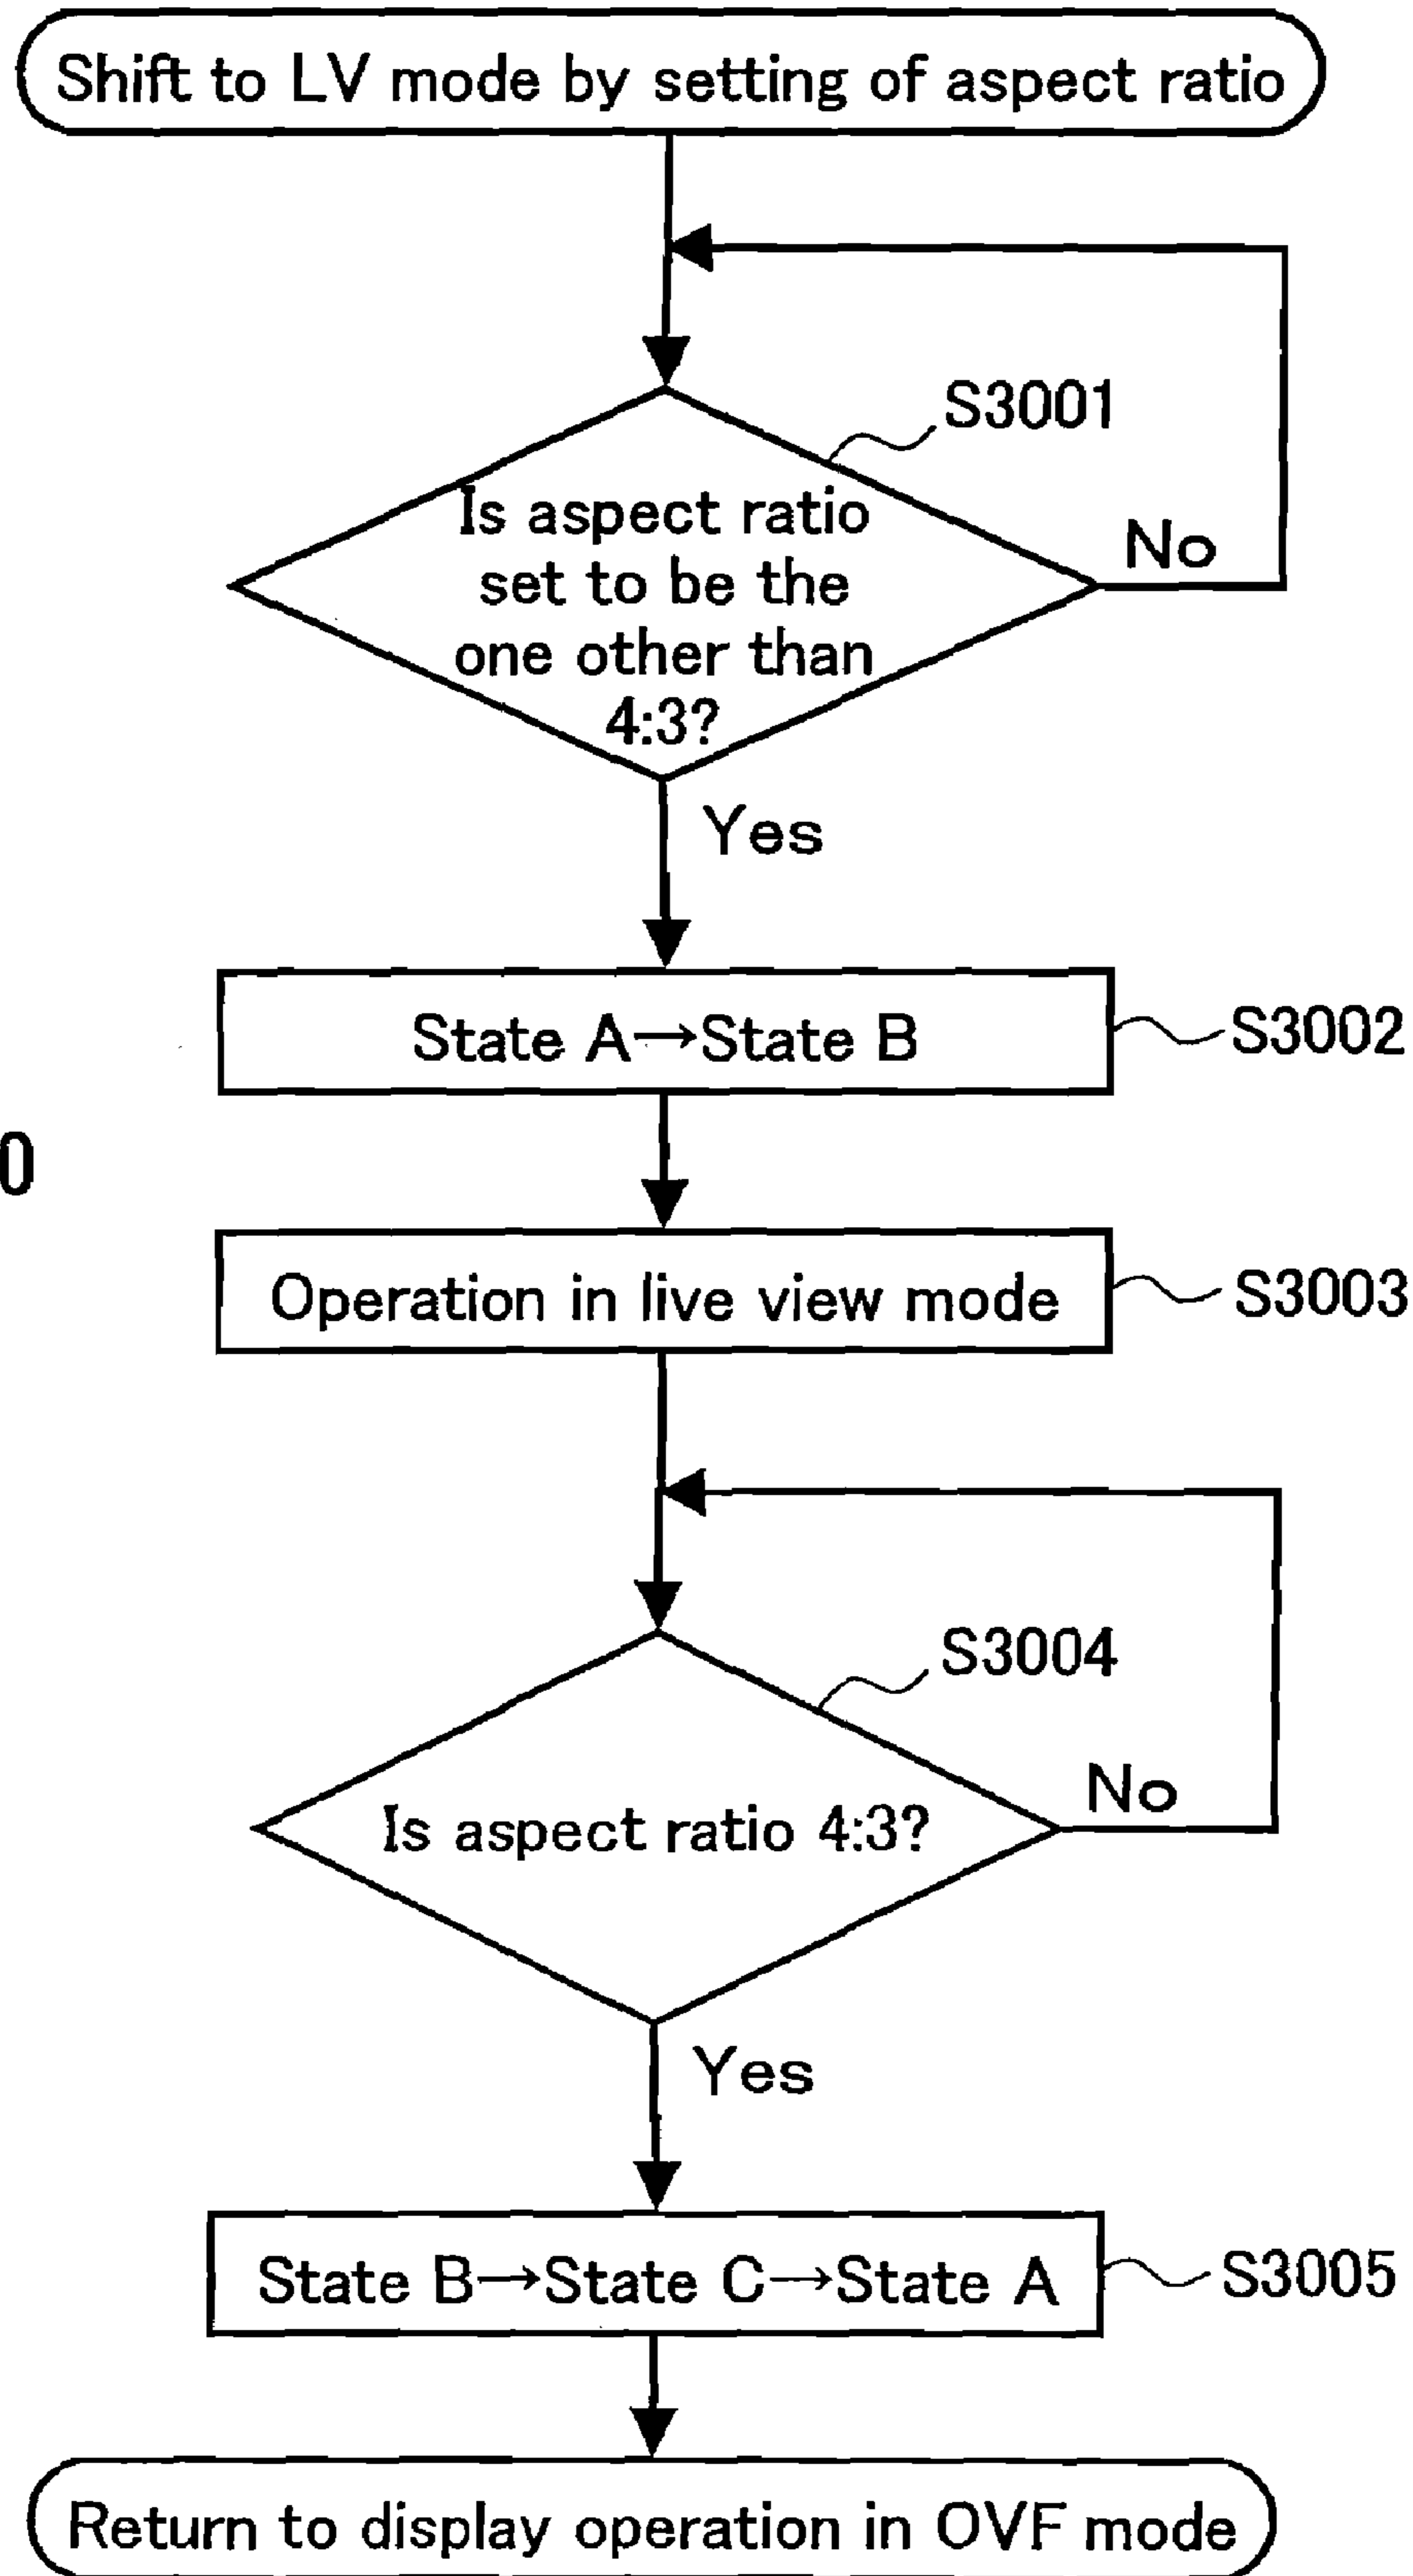 Shift to LV mode by setting of aspect ratio
S3001
Is aspect ratio
set to be the
one other than
4:3?
No
Yes
State A→State B
S3002
0
Operation in live view mode
S3003
S3004
Is aspect ratio 4:3?
No
Yes
State B→State C→State A
S3005
Return to display operation in OVF mode